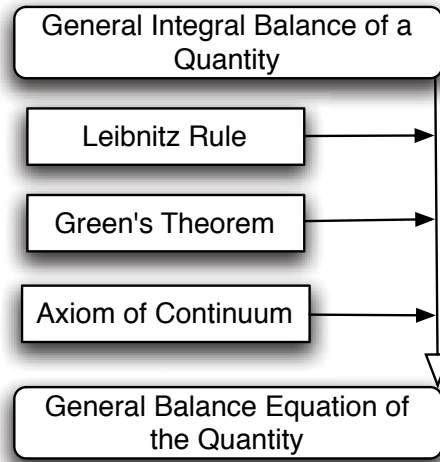 General Integral Balance of a
Quantity
Leibnitz Rule
Green's Theorem
Axiom of Continuum
General Balance Equation of
the Quantity